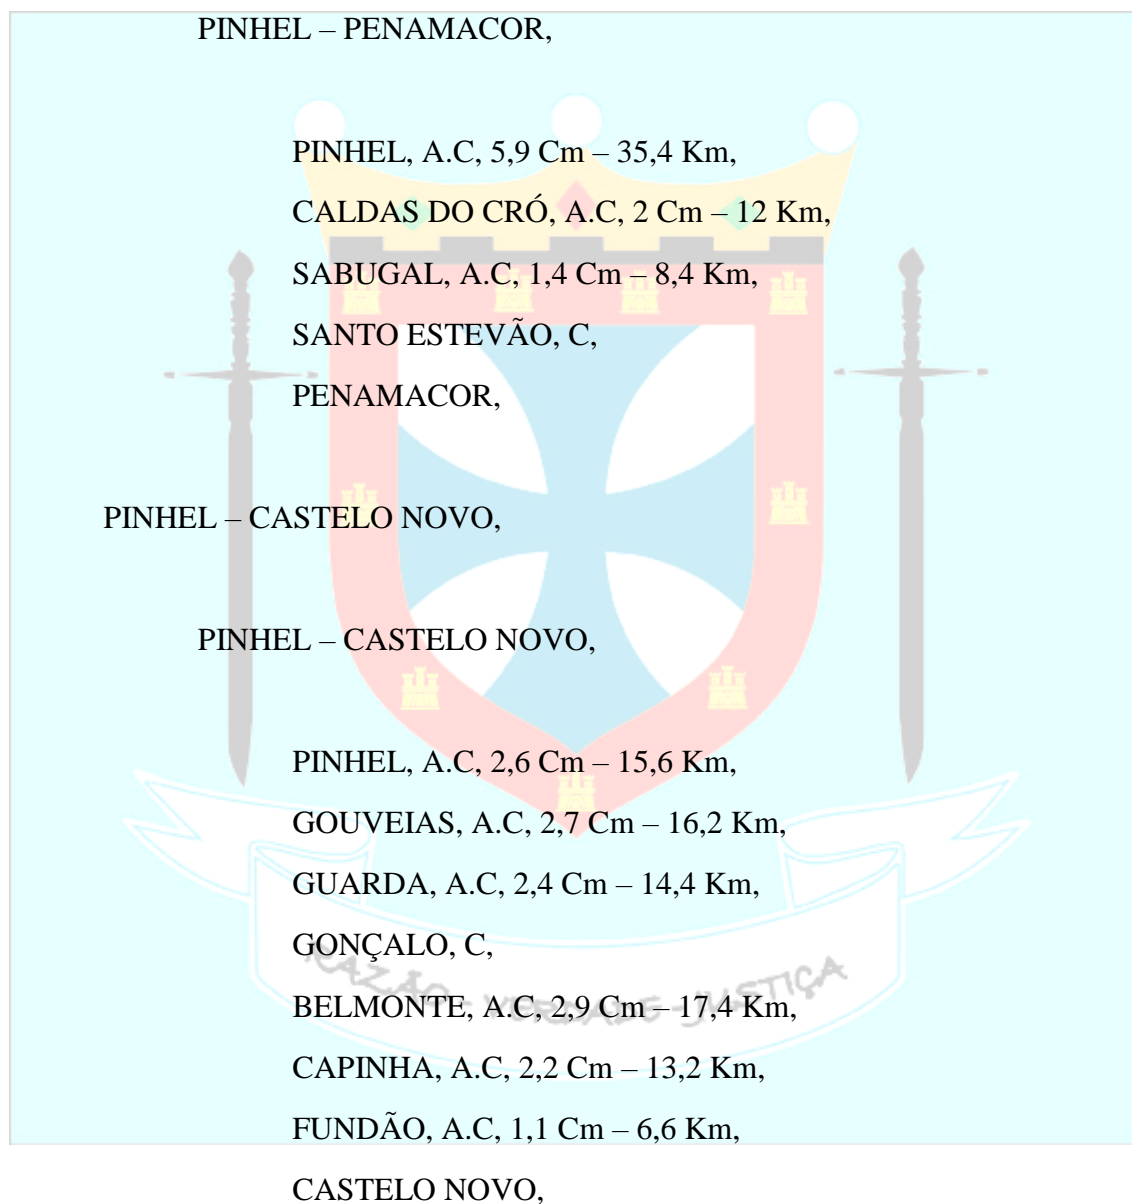 PINHEL – PENAMACOR,
PINHEL, A.C, 5,9 Cm – 35,4 Km,
CALDAS DO CRÓ, A.C, 2 Cm – 12 Km,
SABUGAL, A.C, 1,4 Cm – 8,4 Km,
SANTO ESTEVÃO, C,
PENAMACOR,
PINHEL – CASTELO NOVO,
PINHEL – CASTELO NOVO,
PINHEL, A.C, 2,6 Cm – 15,6 Km,
GOUVEIAS, A.C, 2,7 Cm – 16,2 Km,
GUARDA, A.C, 2,4 Cm – 14,4 Km,
GONÇALO, C,
RAZÃO - VERDADE - JUSTIÇA
BELMONTE, A.C, 2,9 Cm – 17,4 Km,
CAPINHA, A.C, 2,2 Cm – 13,2 Km,
FUNDÃO, A.C, 1,1 Cm – 6,6 Km,
CASTELO NOVO,